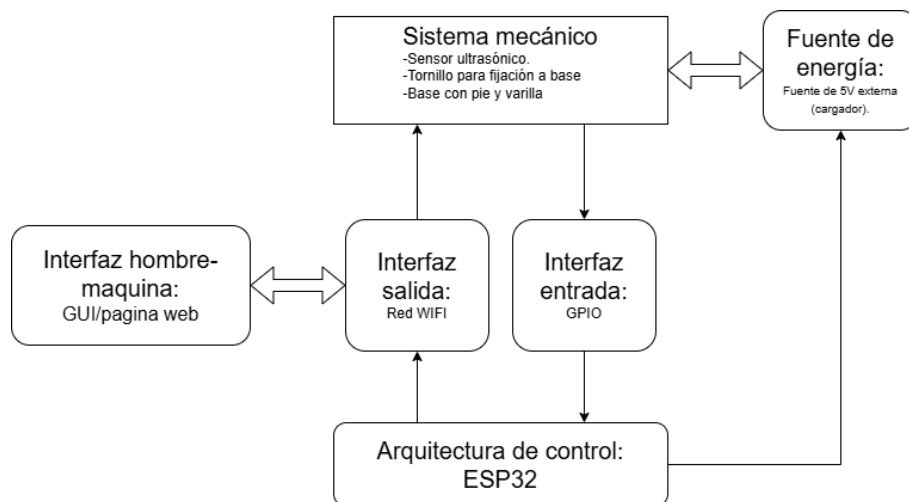 Sistema mecánico
-Sensor ultrasónico.
-Tornillo para fijación a base
-Base con pie y varilla
Fuente de
energía:
Fuente de 5V externa
(cargador).
Interfaz hombre-
maquina:
GUI/pagina web
Interfaz
salida:
Red WIFI
Interfaz
entrada:
GPIO
Arquitectura de control:
ESP32